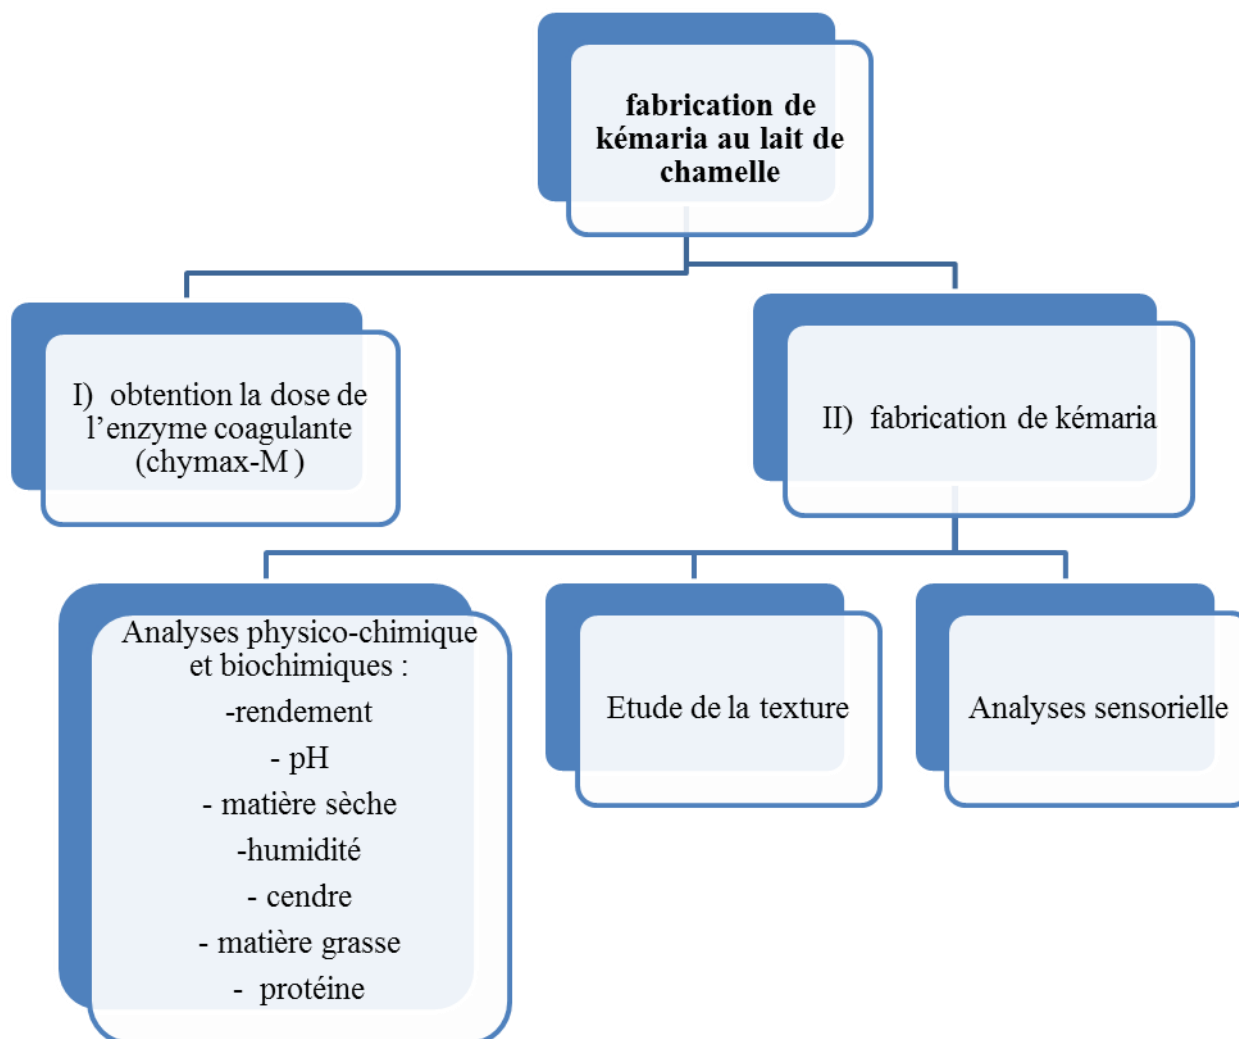 fabrication de
kémaria au lait de
chamelle
I)  obtention la dose de
l’enzyme coagulante
(chymax-M )
II)  fabrication de kémaria
Analyses physico-chimique
et biochimiques :
-rendement
- pH
- matière sèche
-humidité
- cendre
- matière grasse
-  protéine
Etude de la texture
Analyses sensorielle